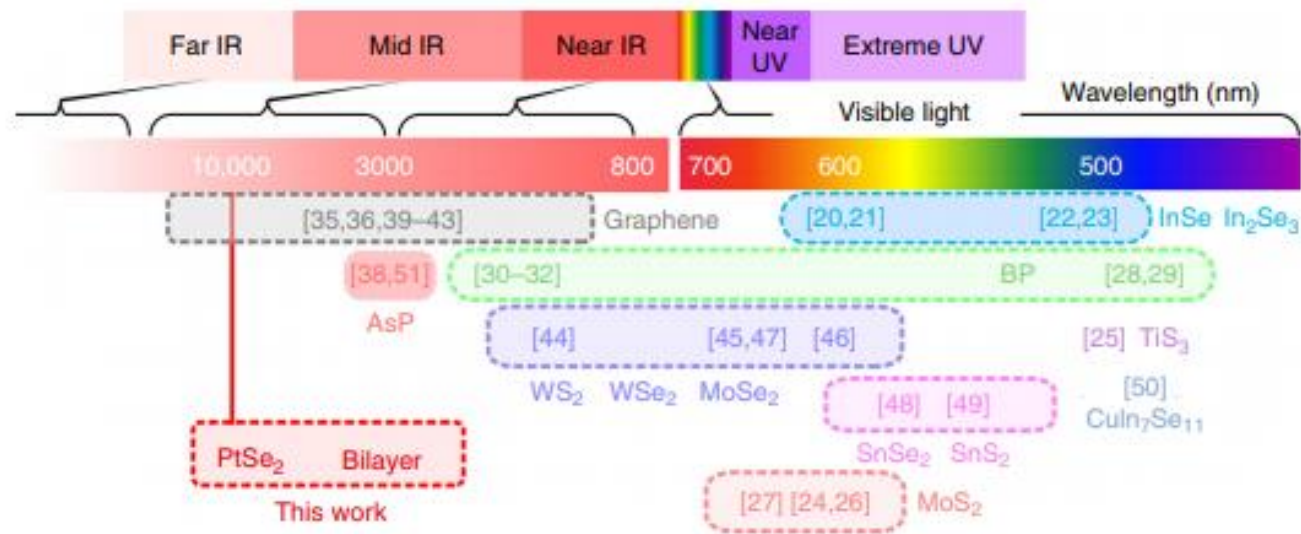 Far IR Mid IR Near IR Near UV Extreme UV
Visible light Wavelength (nm)
10,000 3000 800 700 600 500
[35,36,39–43] Graphene [20,21] [22,23] InSe In₂Se₃
[38,51] [30–32] BP [28,29]
AsP
[44] [45,47] [46] [25] TiS₃
WS₂ WSe₂ MoSe₂ [48] [49] [50]
CuIn₇Se₁₁
PtSe₂ Bilayer SnSe₂ SnS₂
This work [27] [24,26] MoS₂